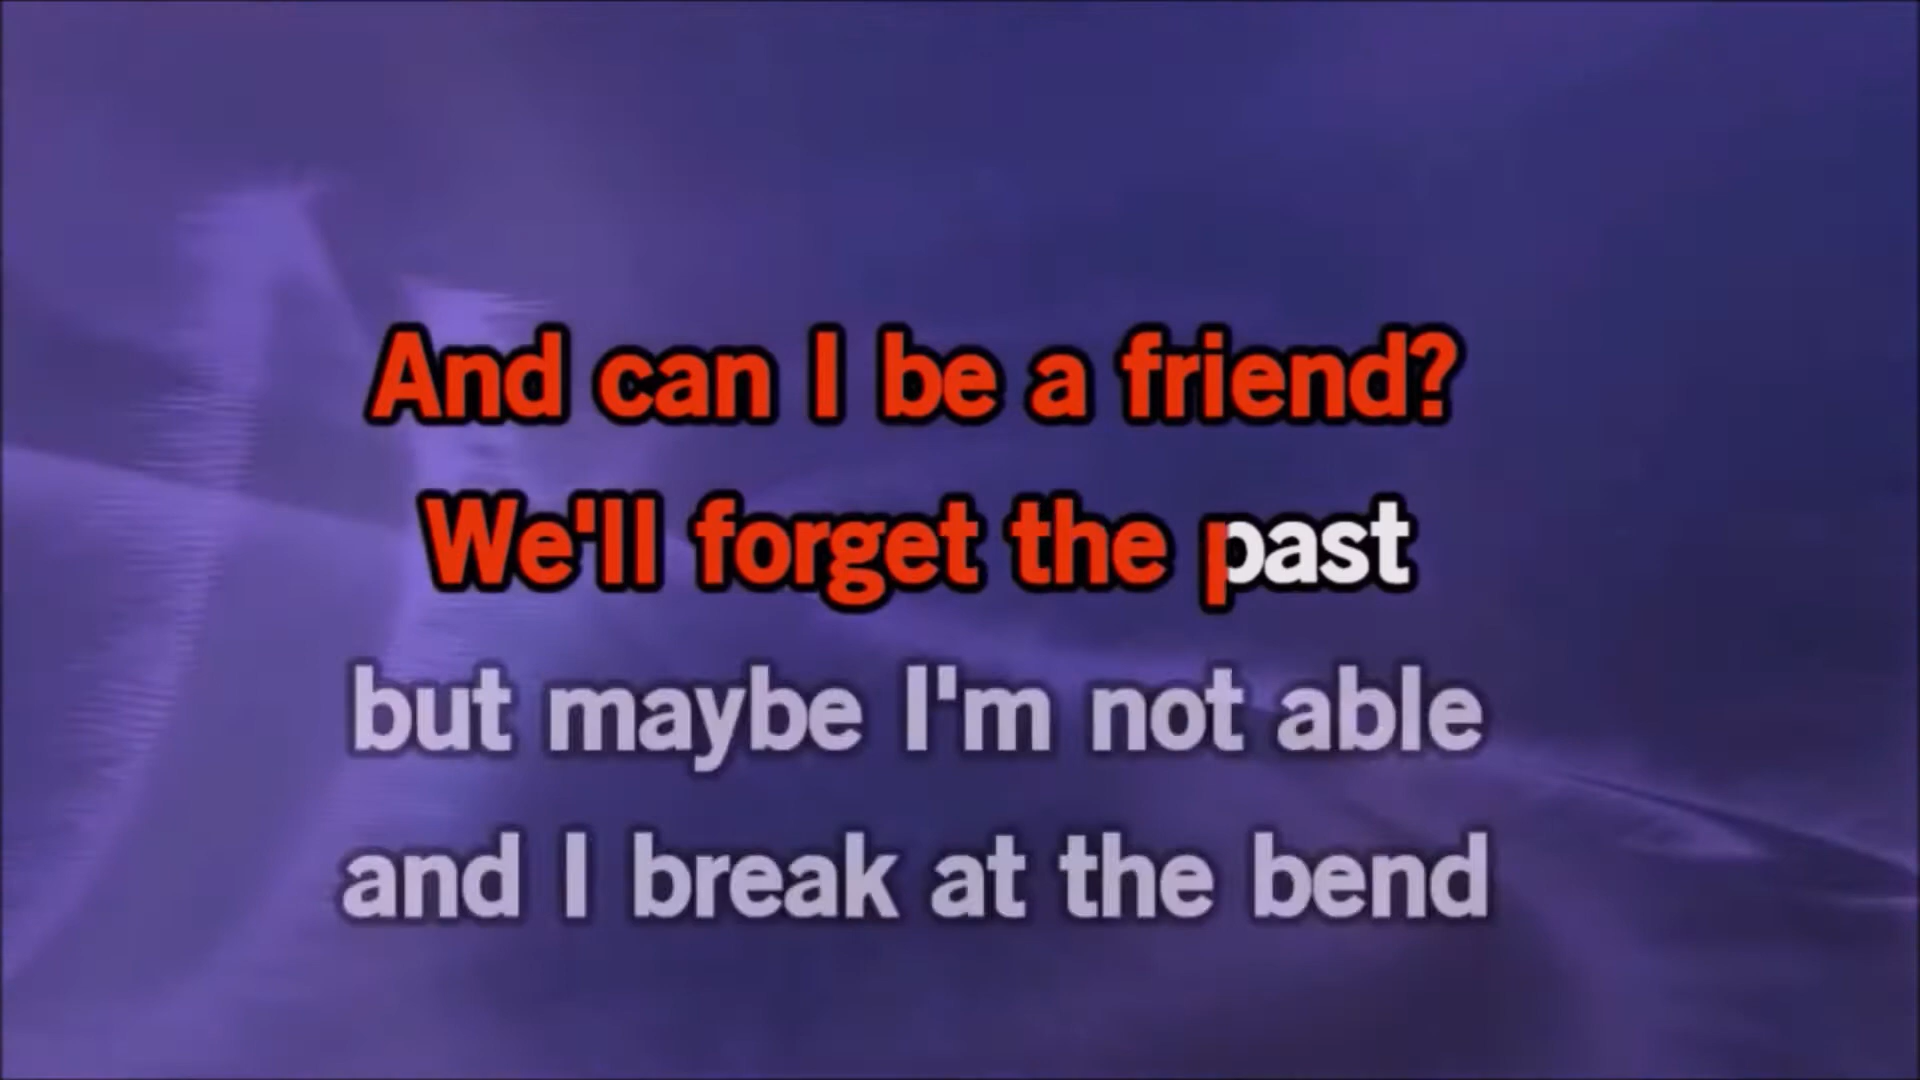 And can I be a friend?
We'll forget the past
but maybe I'm not able
and I break at the bend